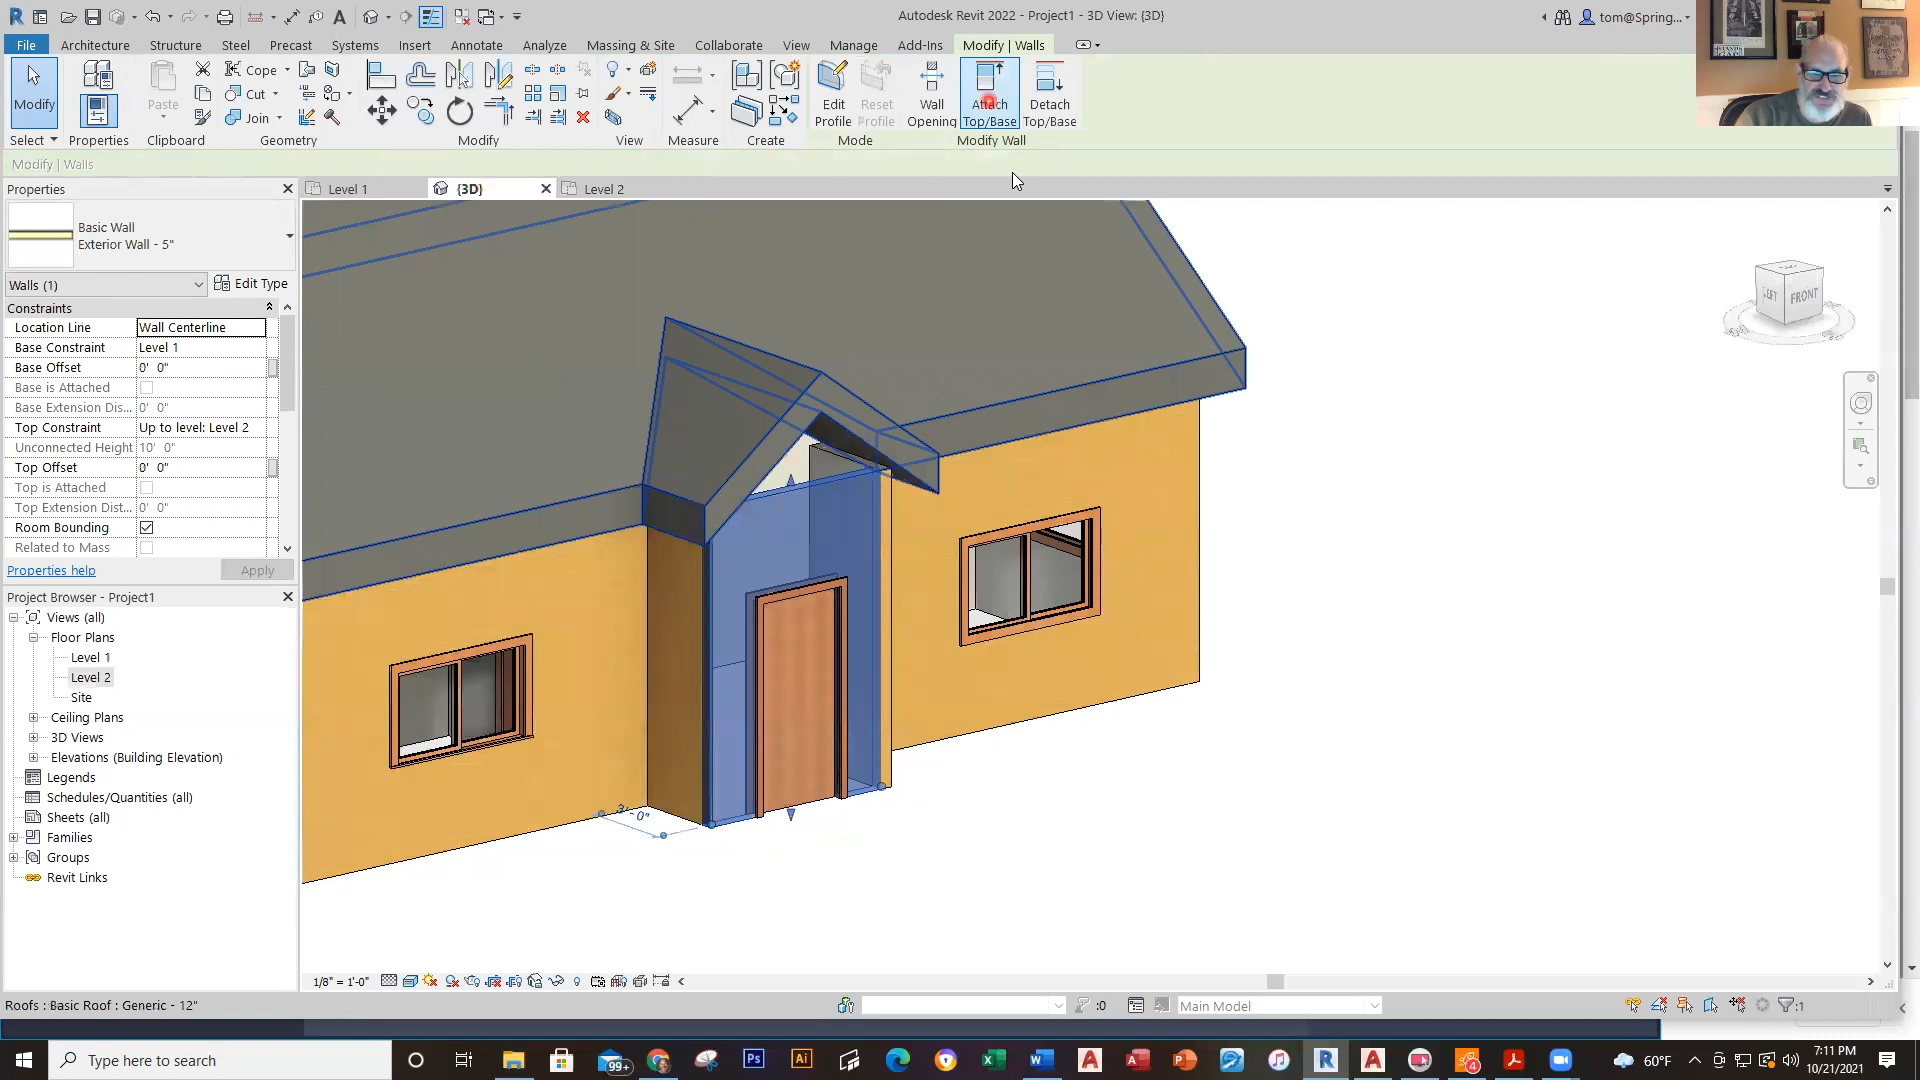 Autodesk Revit 2022 - Project1 - 3D View: {3D}
tom@Spring...
File Architecture Structure Steel Precast Systems Insert Annotate Analyze Massing & Site Collaborate View Manage Add-Ins Modify | Walls
Modify
Paste
Cope
Cut
Join
Edit
Profile
Reset
Profile
Wall
Opening
Attach
Top/Base
Detach
Top/Base
Select Properties Clipboard Geometry Modify View Measure Create Mode Modify Wall
Modify | Walls
Properties
Level 1
{3D}
Level 2
Basic Wall
Exterior Wall - 5"
Walls (1)
Edit Type
Constraints
Location Line Wall Centerline
Base Constraint Level 1
Base Offset 0' 0"
Base is Attached
Base Extension Dis... 0' 0"
Top Constraint Up to level: Level 2
Unconnected Height 10' 0"
Top Offset 0' 0"
Top is Attached
Top Extension Dist... 0' 0"
Room Bounding
Related to Mass
Properties help
Apply
Project Browser - Project1
Views (all)
Floor Plans
Level 1
Level 2
Site
Ceiling Plans
3D Views
Elevations (Building Elevation)
Legends
Schedules/Quantities (all)
Sheets (all)
Families
Groups
Revit Links
LEFT
FRONT
3' - 0"
1/8" = 1'-0"
Roofs : Basic Roof : Generic - 12"
:0
Main Model
:1
Type here to search
99+
Ps
Ai
4
60°F
7:11 PM
10/21/2021